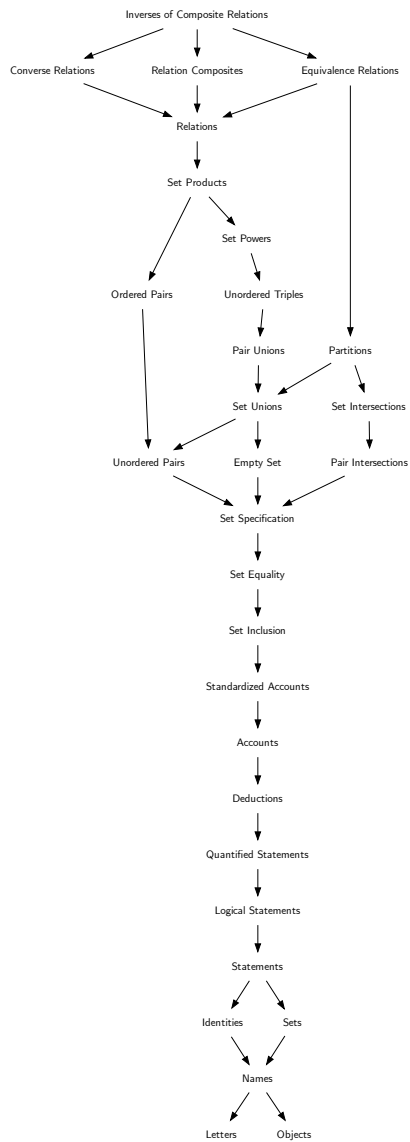 Inverses of Composite Relations
Converse Relations
Relation Composites
Equivalence Relations
Relations
Set Products
Set Powers
Ordered Pairs
Unordered Triples
Pair Unions
Partitions
Set Unions
Set Intersections
Unordered Pairs
Empty Set
Pair Intersections
Set Specification
Set Equality
Set Inclusion
Standardized Accounts
Accounts
Deductions
Quantified Statements
Logical Statements
Statements
Identities
Sets
Names
Letters
Objects